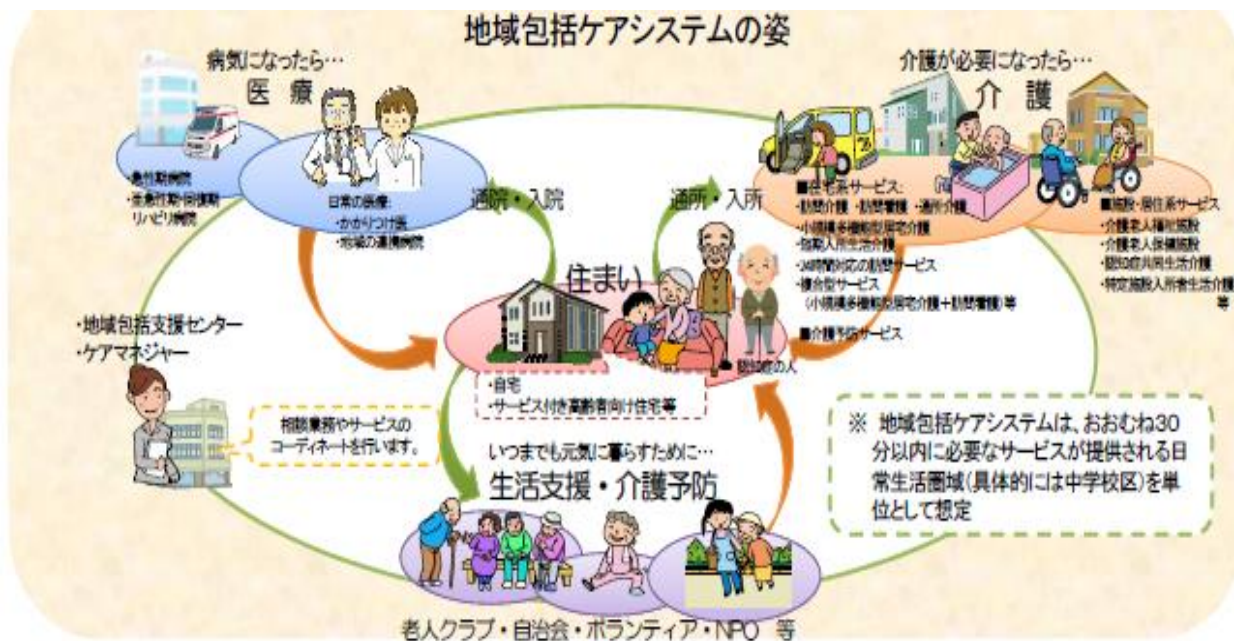 地域包括ケアシステムの姿
病気になったら…
医 療
・急性期病院
・亜急性期・回復期
リハビリ病院
日常の医療:
・かかりつけ医
・地域の連携病院
通院・入院
介護が必要になったら…
介 護
通所・入所
■在宅系サービス:
・訪問介護 ・訪問看護 ・通所介護
・小規模多機能型居宅介護
・短期入所生活介護
・24時間対応の訪問サービス
・複合型サービス
(小規模多機能型居宅介護+訪問看護)等
■介護予防サービス
■施設・居住系サービス
・介護老人福祉施設
・介護老人保健施設
・認知症共同生活介護
・特定施設入所者生活介護
等
住まい
認知症の人
・自宅
・サービス付き高齢者向け住宅等
・地域包括支援センター
・ケアマネジャー
相談業務やサービスの
コーディネートを行います。
いつまでも元気に暮らすために…
生活支援・介護予防
老人クラブ・自治会・ボランティア・NPO 等
※ 地域包括ケアシステムは、おおむね30
分以内に必要なサービスが提供される日
常生活圏域(具体的には中学校区)を単
位として想定